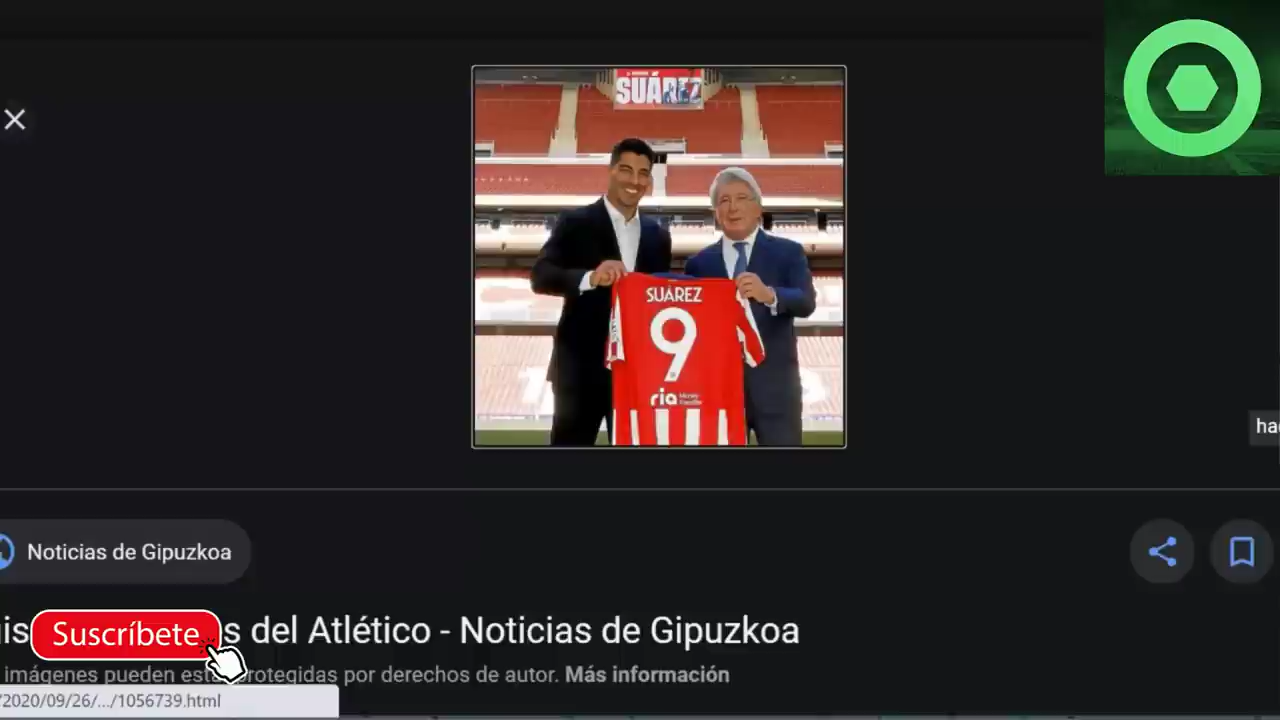 SUÁREZ
SUÁREZ
9
ria
ha
Noticias de Gipuzkoa
s del Atlético - Noticias de Gipuzkoa
Suscríbete
imágenes pueden está protegidas por derechos de autor. Más información
/2020/09/26/.../1056739.html